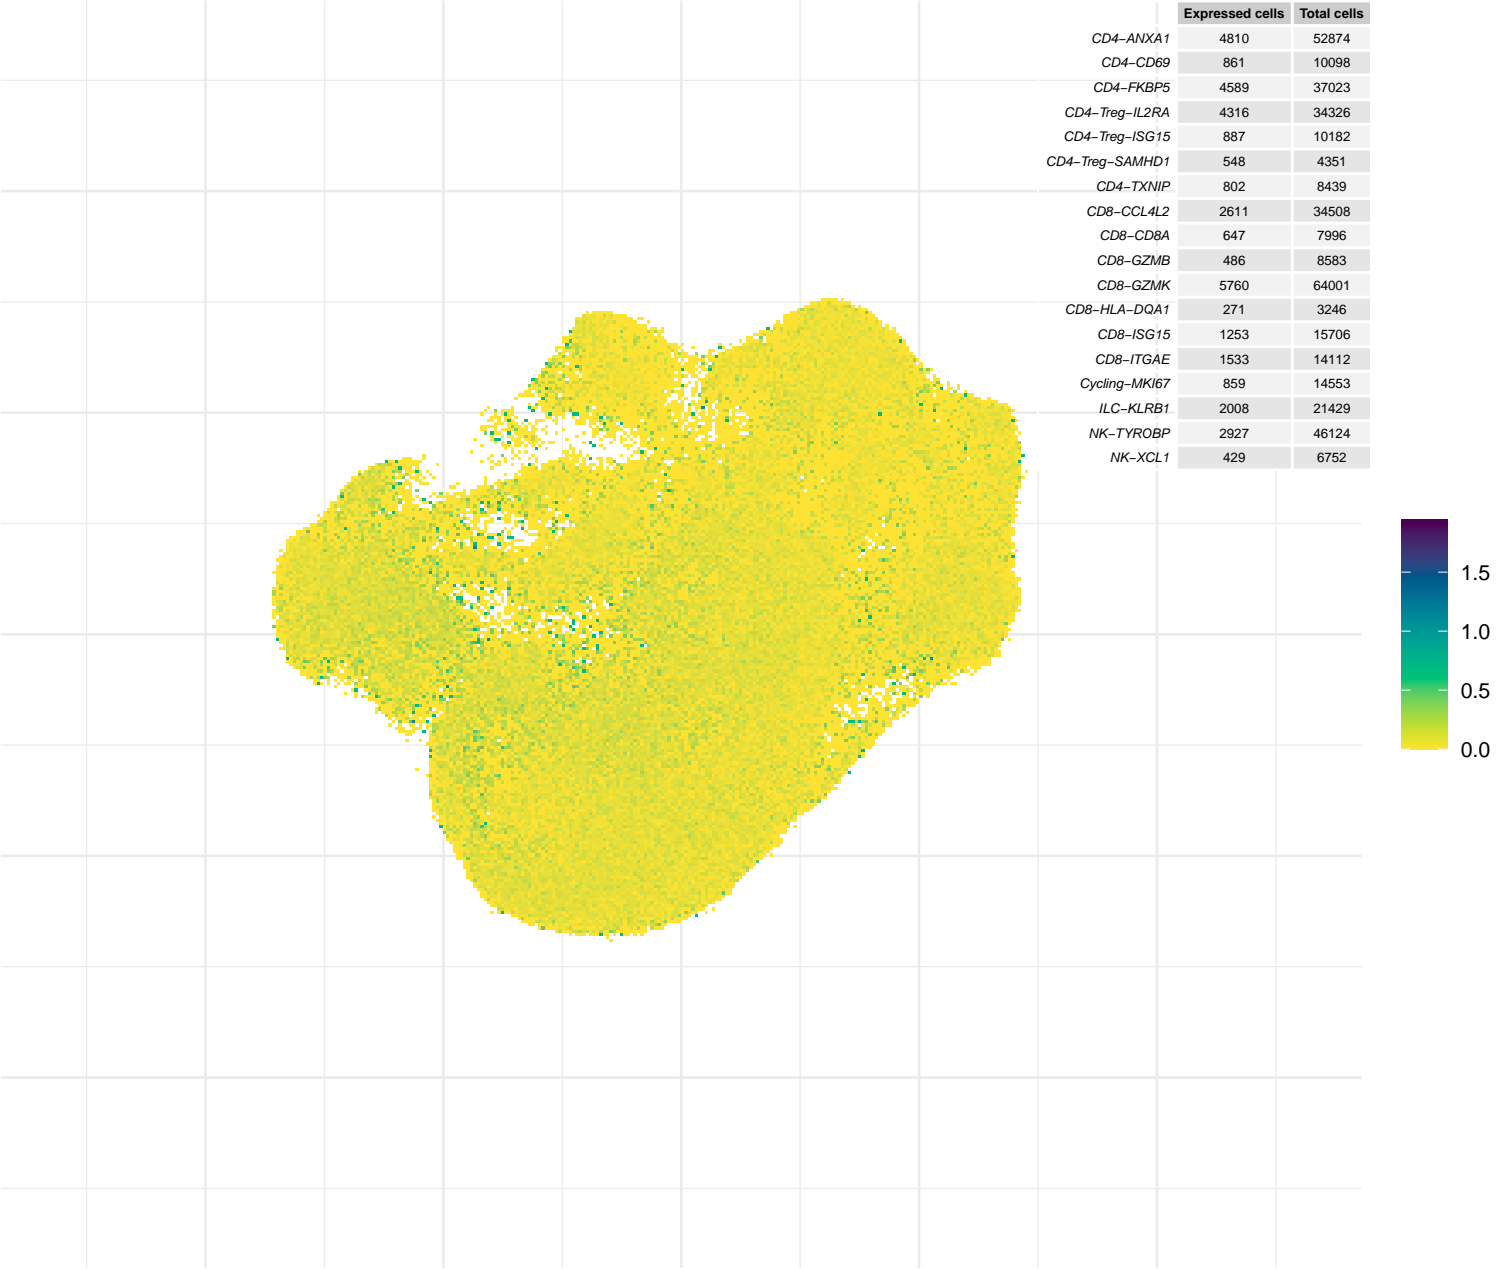 Expressed cells Total cells
CD4−ANXA1 4810 52874
CD4−CD69 861 10098
CD4−FKBP5 4589 37023
CD4−Treg−IL2RA 4316 34326
CD4−Treg−ISG15 887 10182
CD4−Treg−SAMHD1 548 4351
CD4−TXNIP 802 8439
CD8−CCL4L2 2611 34508
CD8−CD8A 647 7996
CD8−GZMB 486 8583
CD8−GZMK 5760 64001
CD8−HLA−DQA1 271 3246
CD8−ISG15 1253 15706
CD8−ITGAE 1533 14112
Cycling−MKI67 859 14553
ILC−KLRB1 2008 21429
NK−TYROBP 2927 46124
NK−XCL1 429 6752
1.5
1.0
0.5
0.0